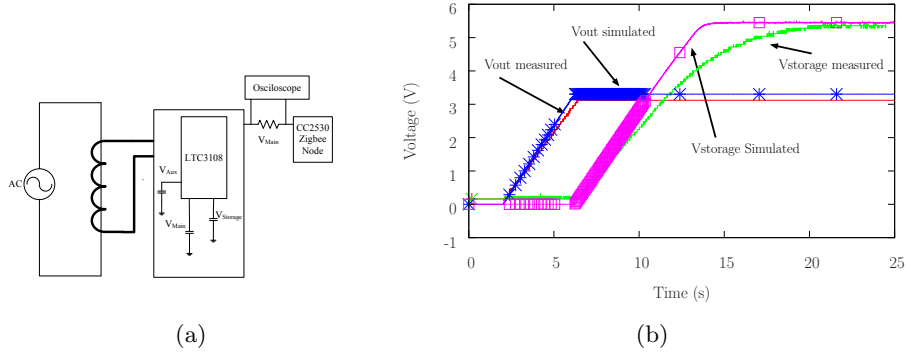 Osciloscope
V_Main
CC2530
Zigbee
Node
LTC3108
V_Aux
AC
V_Storage
V_Main
(a)
6
5
4
3
2
1
0
-1
Voltage (V)
Vout simulated
Vout measured
Vstorage measured
Vstorage Simulated
0
5
10
15
20
25
Time (s)
(b)